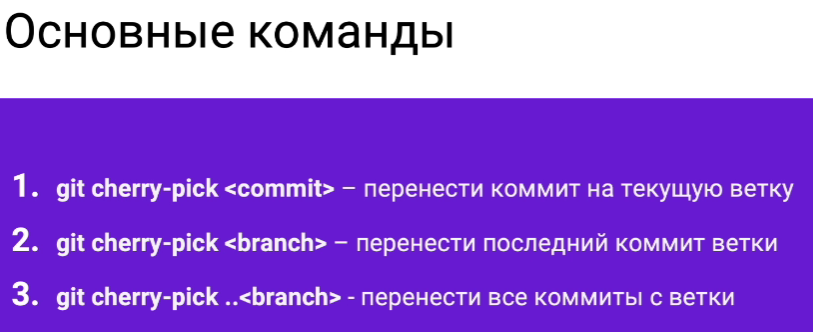 Основные команды
1. git cherry-pick <commit> – перенести коммит на текущую ветку
2. git cherry-pick <branch> – перенести последний коммит ветки
3. git cherry-pick ..<branch> - перенести все коммиты с ветки